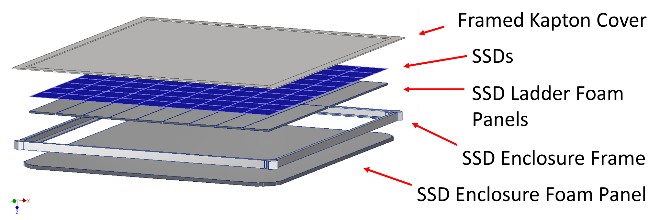 Framed Kapton Cover
SSDs
SSD Ladder Foam
Panels
SSD Enclosure Frame
SSD Enclosure Foam Panel